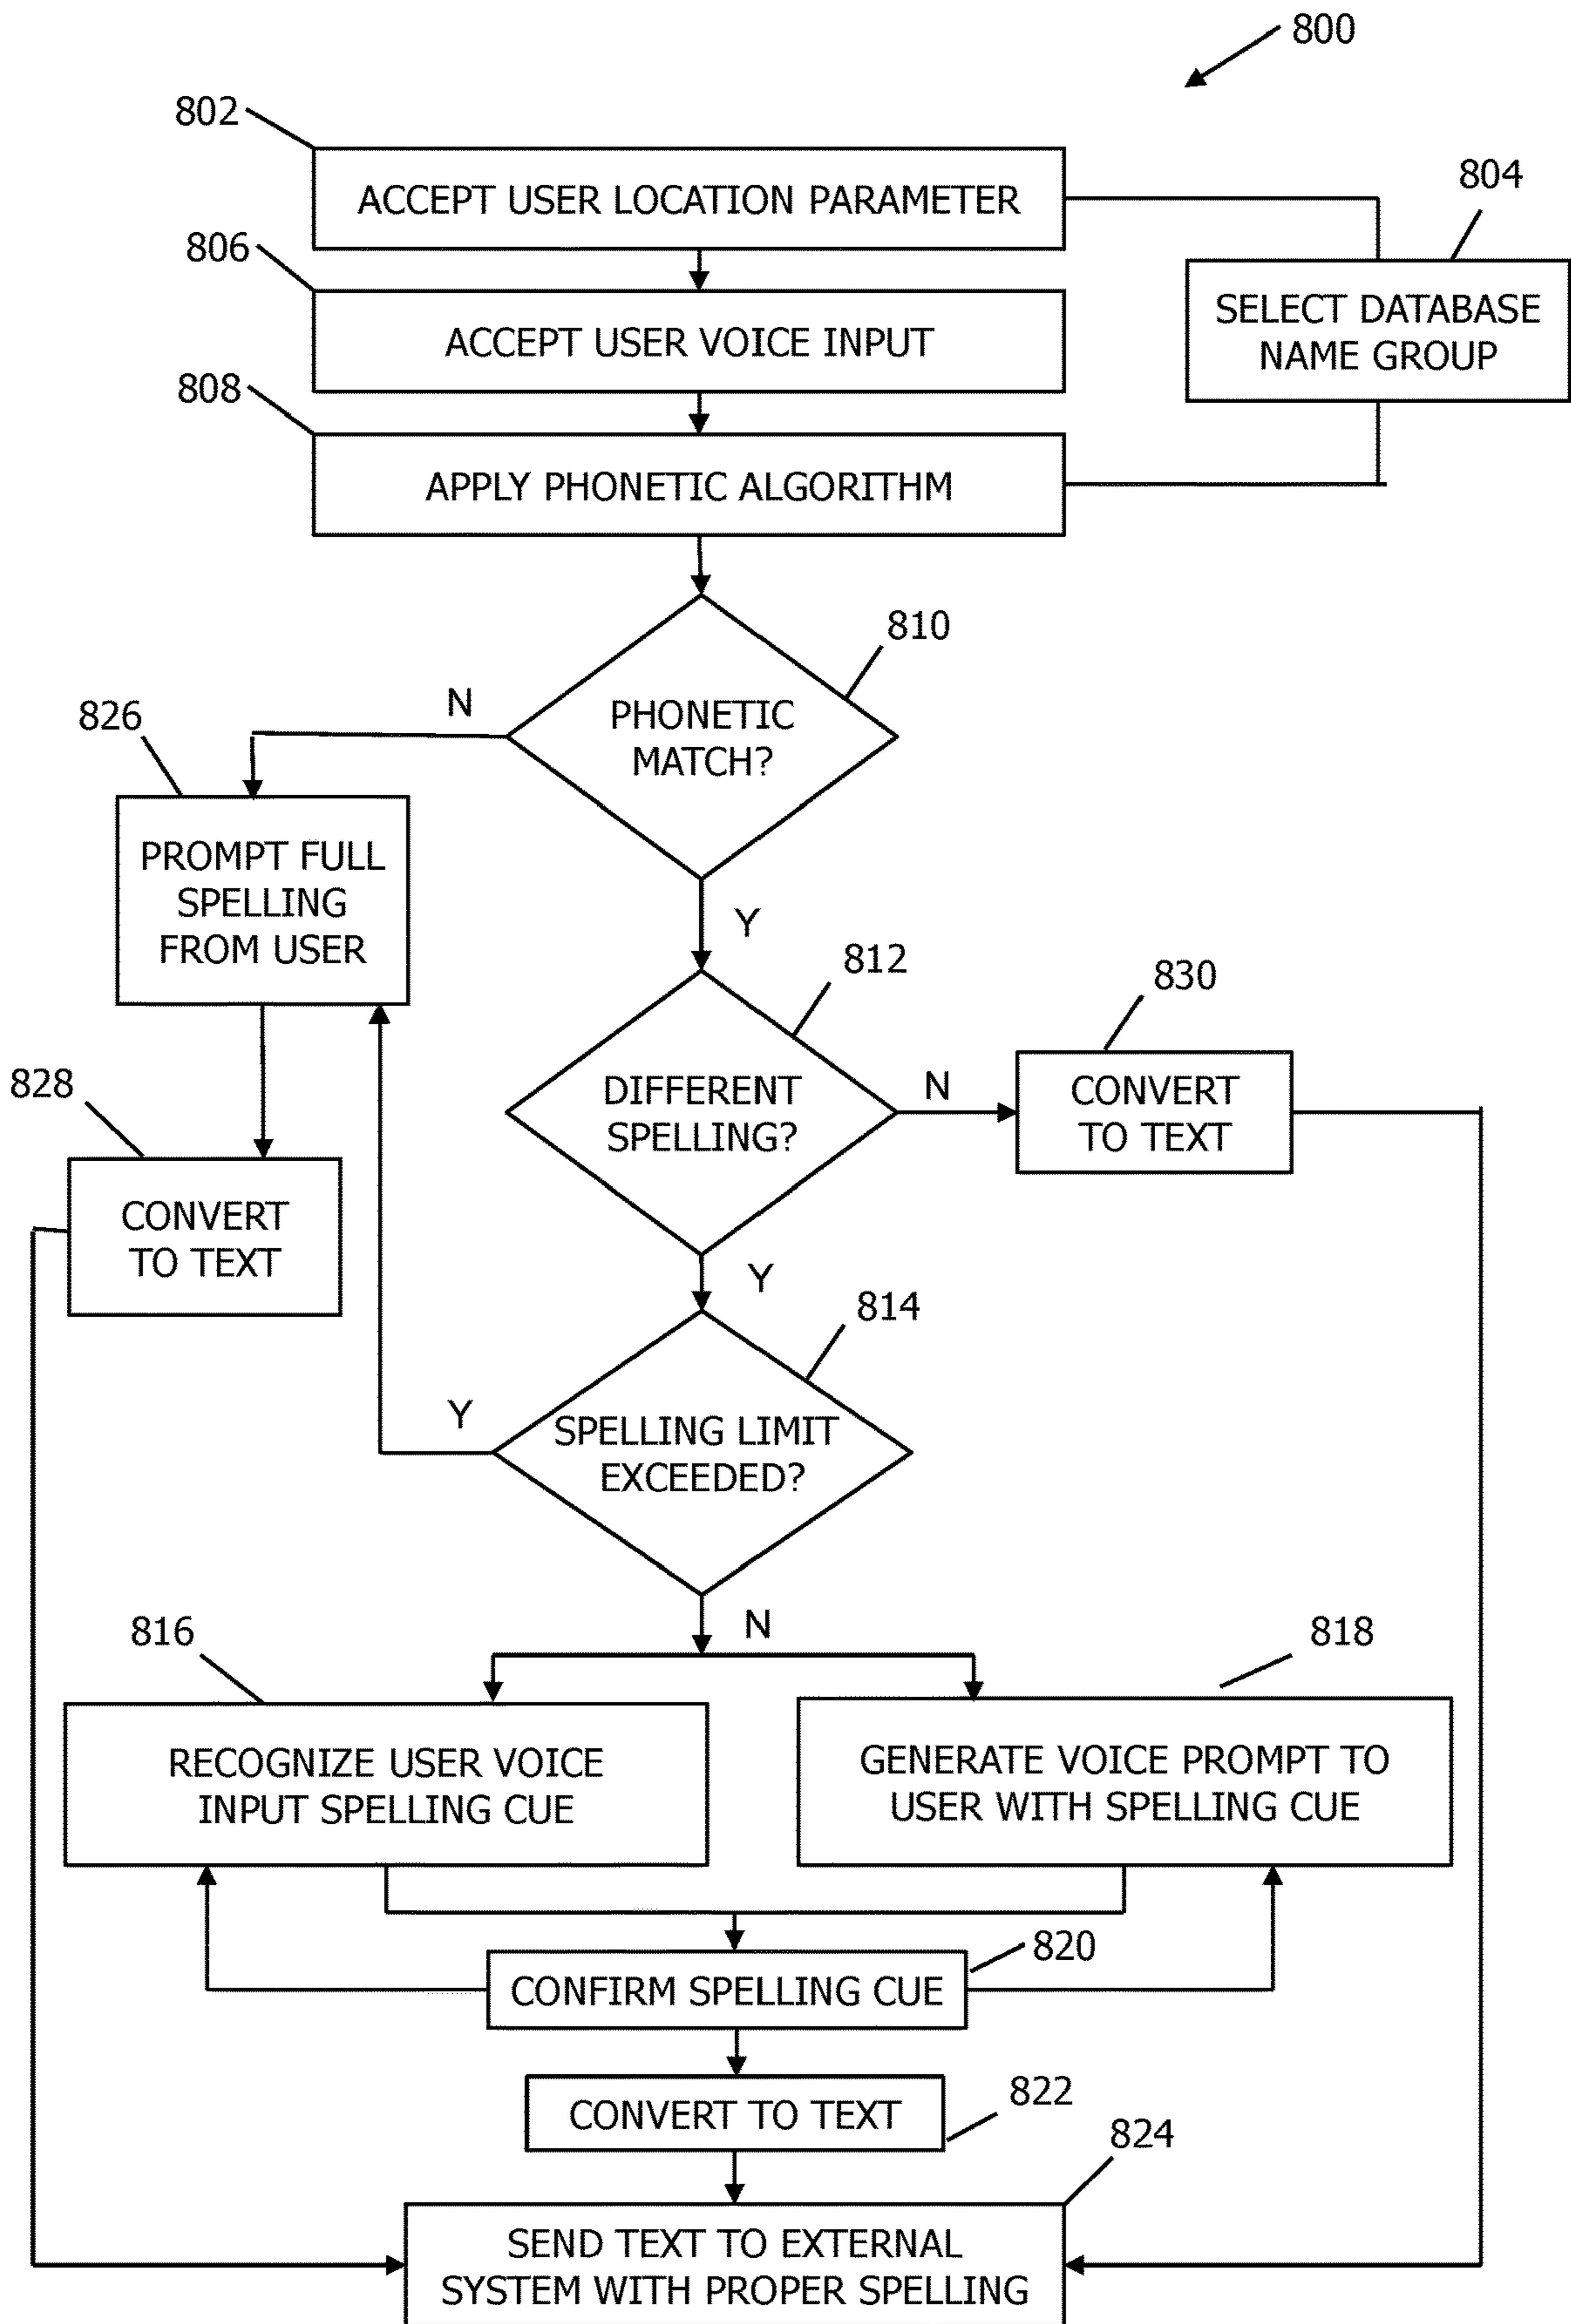 800
802
ACCEPT USER LOCATION PARAMETER
804
806
SELECT DATABASE
NAME GROUP
ACCEPT USER VOICE INPUT
808
APPLY PHONETIC ALGORITHM
810
N
PHONETIC
MATCH?
826
PROMPT FULL
SPELLING
FROM USER
Y
812
830
828
DIFFERENT
SPELLING?
N
CONVERT
TO TEXT
CONVERT
TO TEXT
Y
814
Y
SPELLING LIMIT
EXCEEDED?
N
816
818
RECOGNIZE USER VOICE
INPUT SPELLING CUE
GENERATE VOICE PROMPT TO
USER WITH SPELLING CUE
820
CONFIRM SPELLING CUE
822
CONVERT TO TEXT
824
SEND TEXT TO EXTERNAL
SYSTEM WITH PROPER SPELLING